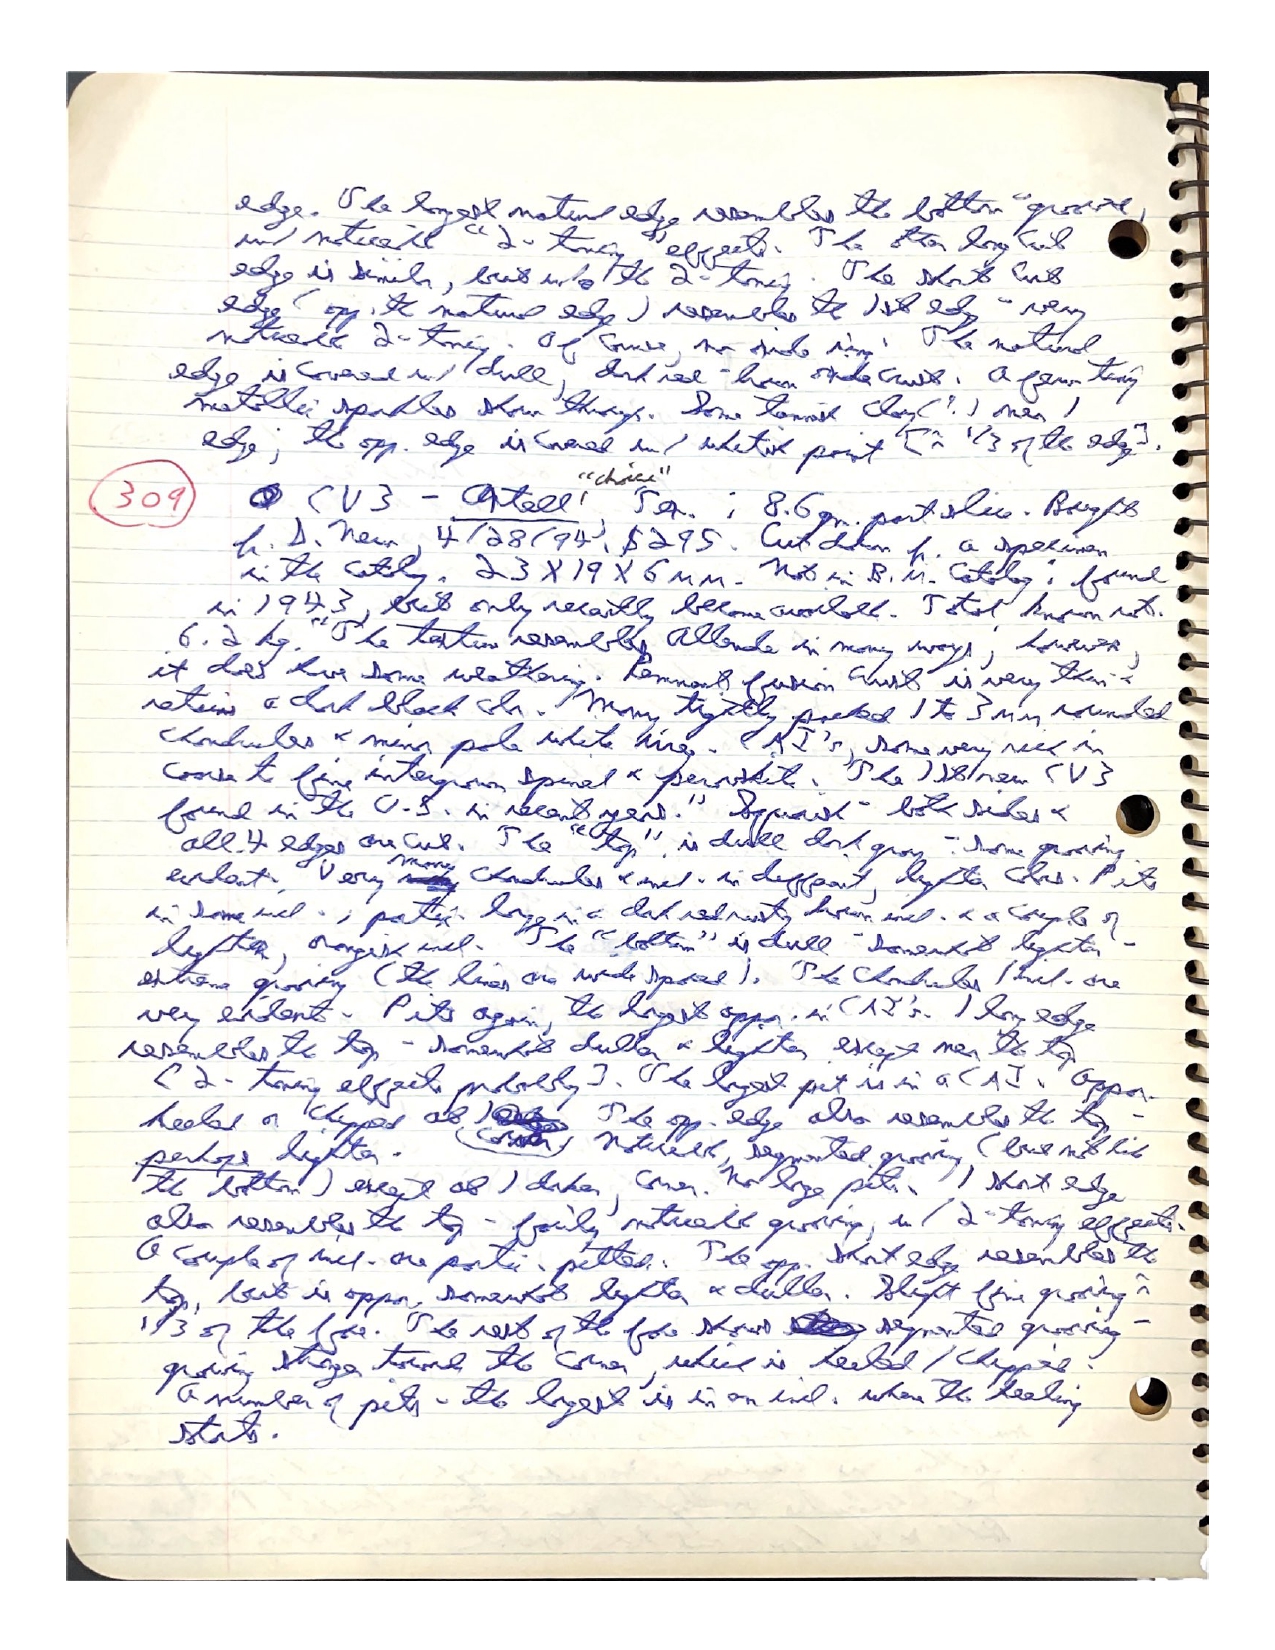 edge. The longest natural edge resembles the bottom "grooving,
w/ noticeable "2-toning" effects. The other long cut
edge is similar, but w/o the 2-toning. The short cut
edge (opp. the natural edge) resembles the 1st edge - very
noticeable 2-toning. Of course, no side ring. The natural
edge is covered w/ dull, dark red-brown oxide crust. A few tiny
metallic sparkles show through. Some tannish clay(?) near 1
edge; the opp. edge is covered w/ whitish paint [~ 1/3 of the edge].
"choice"
309 CV3 - Axtell, Tex.; 8.6 gm. part slice. Bought
fr. D. New, 4/28/94, $295. Cut down fr. a specimen
in the catalog. 23 X 19 X 6 mm. Not in B.M. Catalog; found
in 1943, but only recently became available. Total known wt.
6.2 kg. "The texture resembles Allende in many ways; however,
it does have some weathering. Remnant fusion crust is very thin &
retains a dark black color. Many tightly packed 1 to 3 mm rounded
chondrules & minor pale white irreg. CAI's, some very rich in
coarse to fine intergrown spinel & perovskite. The 1st new CV3
found in the U.S. in recent years." Squarish - both sides &
all 4 edges are cut. The "top" is dull dark gray - some grooving
evident. Very many chondrules & incl. in different, lighter colors. Pits
in some incl.; partic. large in a dark red rusty brown incl. & a couple of
lighter, orangish incl. The "bottom" is dull - somewhat lighter -
extreme grooving (the lines are wide spaced). The chondrules/incl. are
very evident. Pits again, the largest appar. in CAI's. 1 long edge
resembles the top - somewhat duller & lighter except near the top
[2-toning effects probably]. The largest pit is in a CAI. Appar.
healed or chipped at 1 corner. The opp. edge also resembles the top -
perhaps lighter. Noticeable, segmented grooving (but not like
the bottom) except at 1 darker, corner. No large pits. 1 short edge
also resembles the top - fairly noticeable grooving, w/ 2-toning effects.
A couple of incl. are partic. pitted. The opp. short edge resembles the
top, but is appar. somewhat lighter & duller. Slight fine grooving ~
1/3 of the face. The rest of the face shows segmented grooving -
growing stronger toward the corner, which is healed/chipped.
A number of pits - the largest is in an incl. where the healing
starts.